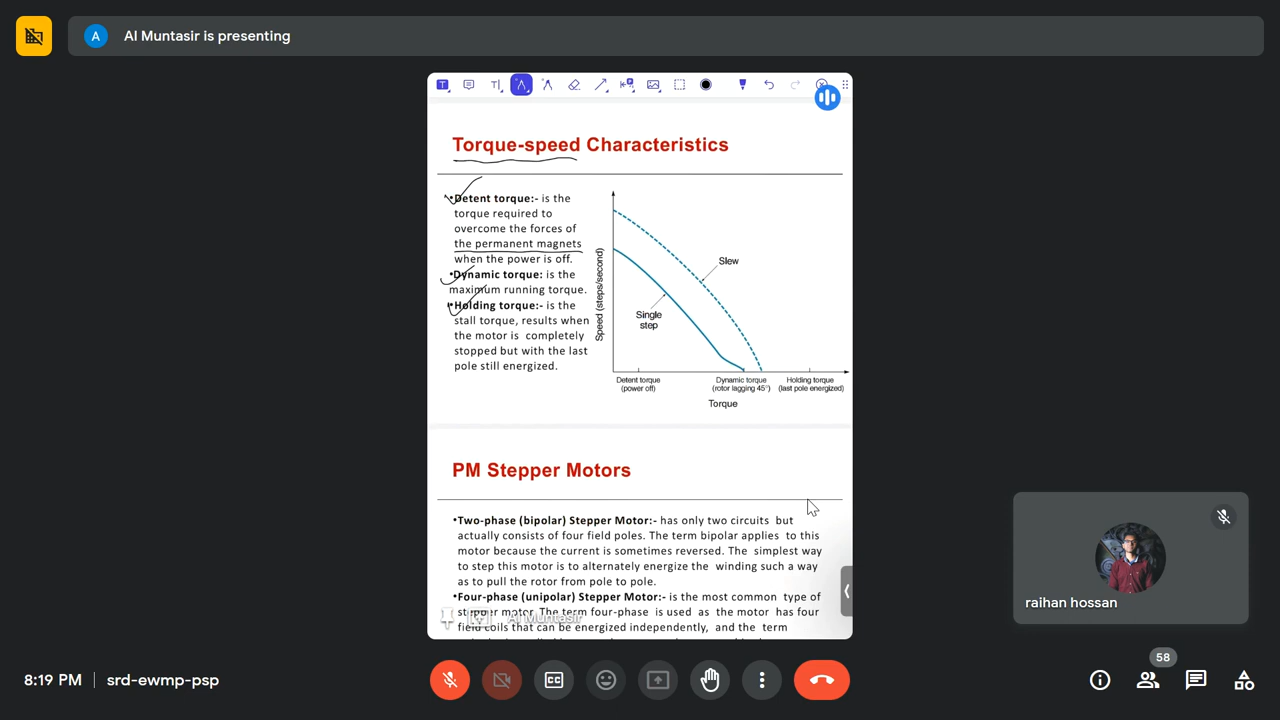 A
Al Muntasir is presenting
Torque-speed Characteristics
•Detent torque:- is the
torque required to
overcome the forces of
the permanent magnets
when the power is off.
•Dynamic torque: is the
maximum running torque.
•Holding torque:- is the
stall torque, results when
the motor is completely
stopped but with the last
pole still energized.
Speed (steps/second)
Slew
Single
step
Detent torque
(power off)
Dynamic torque
(rotor lagging 45°)
Holding torque
(last pole energized)
Torque
PM Stepper Motors
•Two-phase (bipolar) Stepper Motor:- has only two circuits but
actually consists of four field poles. The term bipolar applies to this
motor because the current is sometimes reversed. The simplest way
to step this motor is to alternately energize the winding such a way
as to pull the rotor from pole to pole.
•Four-phase (unipolar) Stepper Motor:- is the most common type of
stepper motor. The term four-phase is used as the motor has four
field coils that can be energized independently, and the term
Al Muntasir
raihan hossan
8:19 PM | srd-ewmp-psp
58